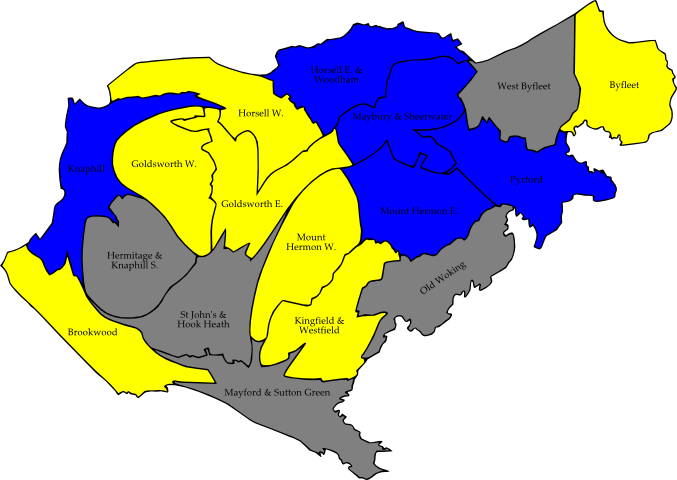 Horsell E. &
Woodham
West Byfleet
Byfleet
Horsell W.
Maybury & Sheerwater
Knaphill
Goldsworth W.
Pyrford
Goldsworth E.
Mount Hermon E.
Mount
Hermon W.
Hermitage &
Knaphill S.
Old Woking
St John's &
Hook Heath
Kingfield &
Westfield
Brookwood
Mayford & Sutton Green